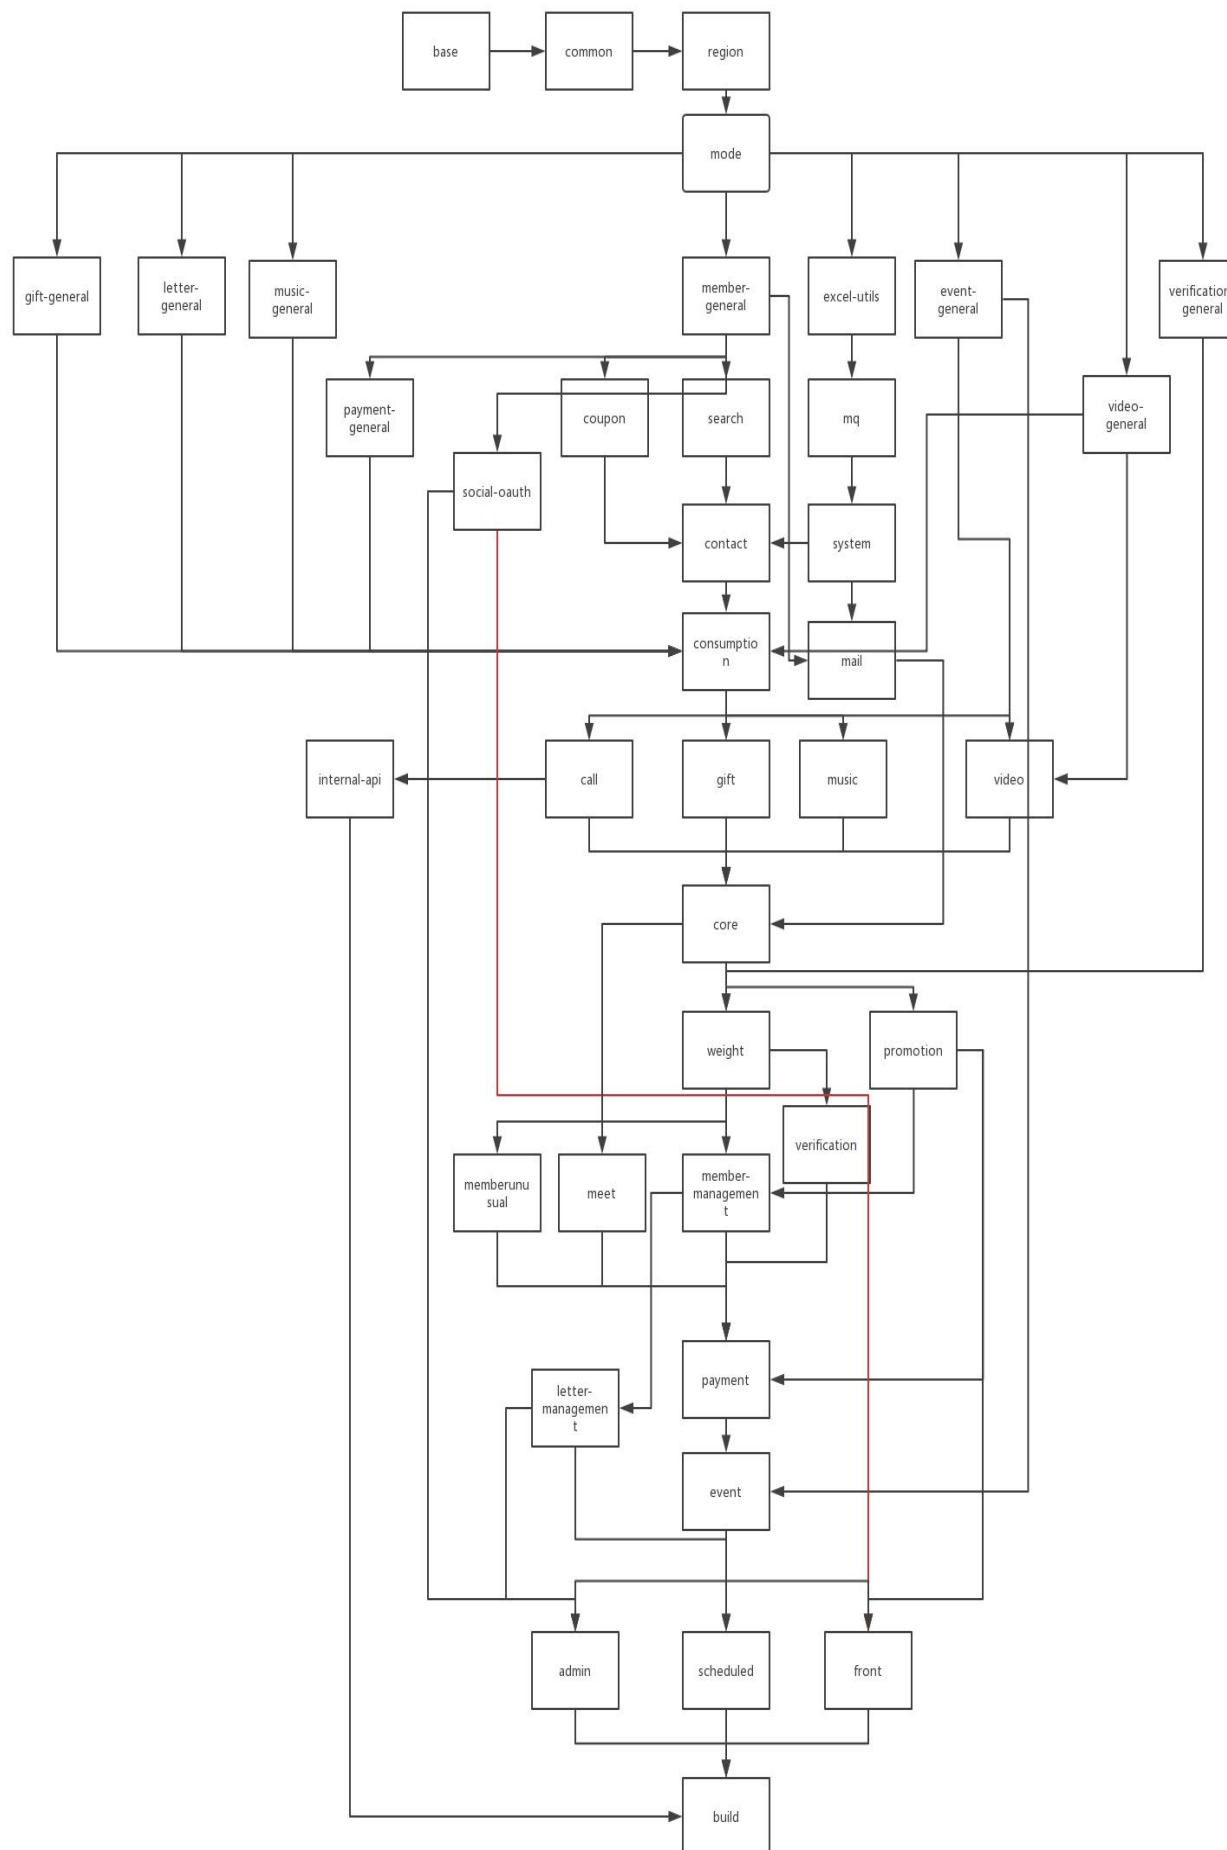 base
common
region
mode
gift-general
letter-
general
music-
general
member-
general
excel-utils
event-
general
verification
general
payment-
general
coupon
search
mq
video-
general
social-oauth
contact
system
consumptio
n
mail
internal-api
call
gift
music
video
core
weight
promotion
verification
memberunu
sual
meet
member-
managemen
t
payment
letter-
managemen
t
event
admin
scheduled
front
build